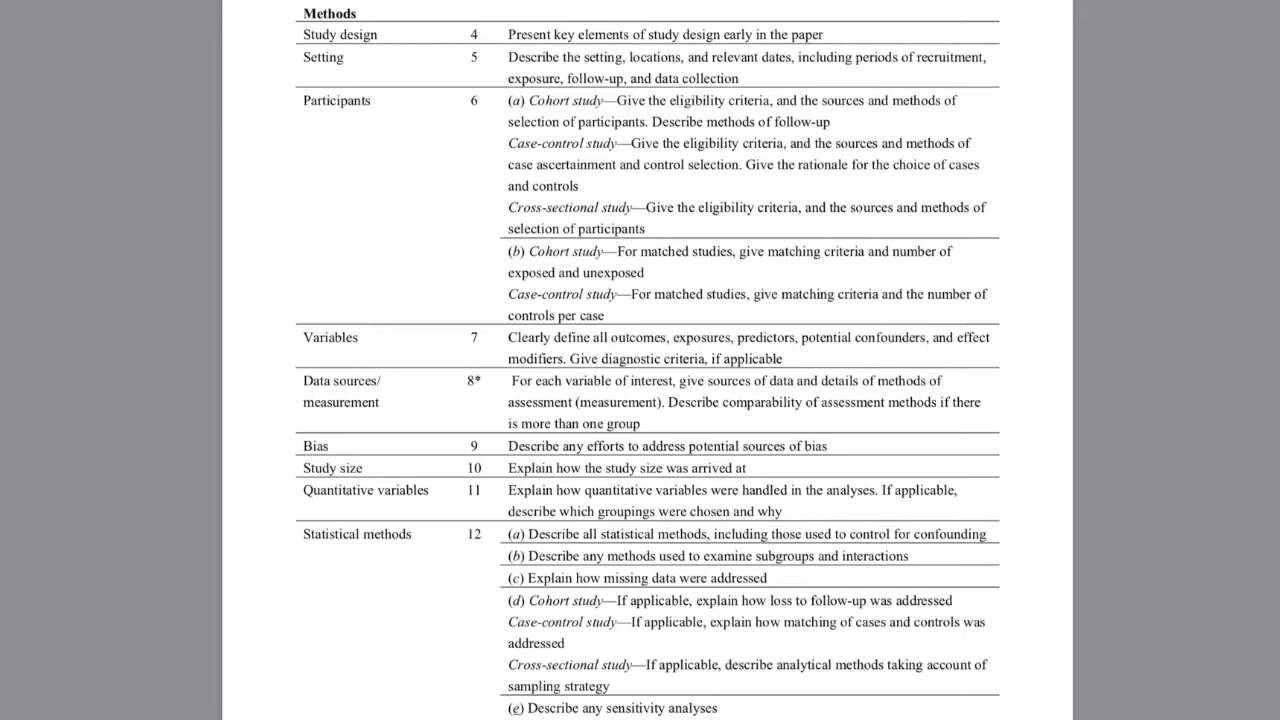 Methods
Study design 4 Present key elements of study design early in the paper
Setting 5 Describe the setting, locations, and relevant dates, including periods of recruitment,
exposure, follow-up, and data collection
Participants 6 (a) Cohort study—Give the eligibility criteria, and the sources and methods of
selection of participants. Describe methods of follow-up
Case-control study—Give the eligibility criteria, and the sources and methods of
case ascertainment and control selection. Give the rationale for the choice of cases
and controls
Cross-sectional study—Give the eligibility criteria, and the sources and methods of
selection of participants
(b) Cohort study—For matched studies, give matching criteria and number of
exposed and unexposed
Case-control study—For matched studies, give matching criteria and the number of
controls per case
Variables 7 Clearly define all outcomes, exposures, predictors, potential confounders, and effect
modifiers. Give diagnostic criteria, if applicable
Data sources/ 8* For each variable of interest, give sources of data and details of methods of
measurement assessment (measurement). Describe comparability of assessment methods if there
is more than one group
Bias 9 Describe any efforts to address potential sources of bias
Study size 10 Explain how the study size was arrived at
Quantitative variables 11 Explain how quantitative variables were handled in the analyses. If applicable,
describe which groupings were chosen and why
Statistical methods 12 (a) Describe all statistical methods, including those used to control for confounding
(b) Describe any methods used to examine subgroups and interactions
(c) Explain how missing data were addressed
(d) Cohort study—If applicable, explain how loss to follow-up was addressed
Case-control study—If applicable, explain how matching of cases and controls was
addressed
Cross-sectional study—If applicable, describe analytical methods taking account of
sampling strategy
(e) Describe any sensitivity analyses